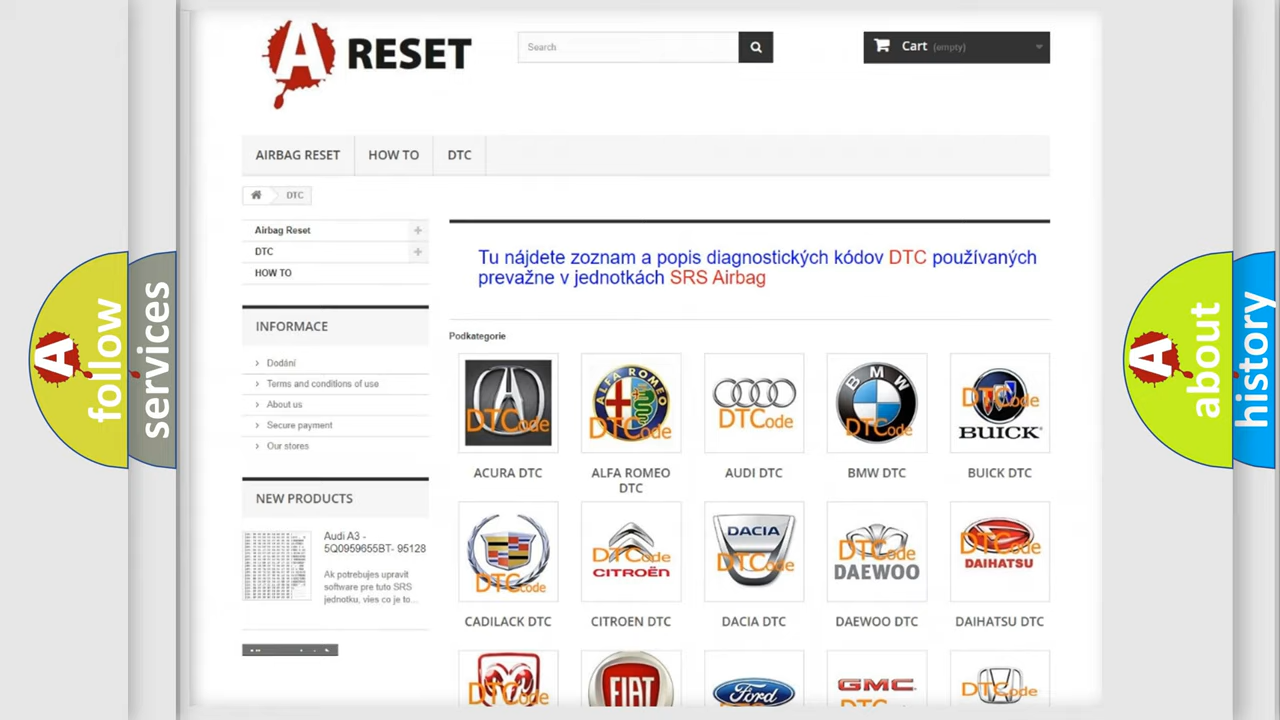 A RESET
Search
Cart (empty)
AIRBAG RESET
HOW TO
DTC
DTC
Airbag Reset
DTC
HOW TO
INFORMACE
Dodání
Terms and conditions of use
About us
Secure payment
Our stores
NEW PRODUCTS
Audi A3 -
5Q0959655BT- 95128
Ak potrebujes upravit
software pre tuto SRS
jednotku, vies co je to...
Tu nájdete zoznam a popis diagnostických kódov DTC používaných
prevažne v jednotkách SRS Airbag
Podkategorie
DTCode
ALFA ROMEO
DTCode
DTCode
BMW
DTCode
DTCode
BUICK
ACURA DTC
ALFA ROMEO
DTC
AUDI DTC
BMW DTC
BUICK DTC
DTCode
DTCode
CITROËN
DACIA
DTCode
DTCode
DAEWOO
DTCode
DAIHATSU
CADILACK DTC
CITROEN DTC
DACIA DTC
DAEWOO DTC
DAIHATSU DTC
DTCode
FIAT
Ford
GMC
DTCode
A follow
services
A about
history